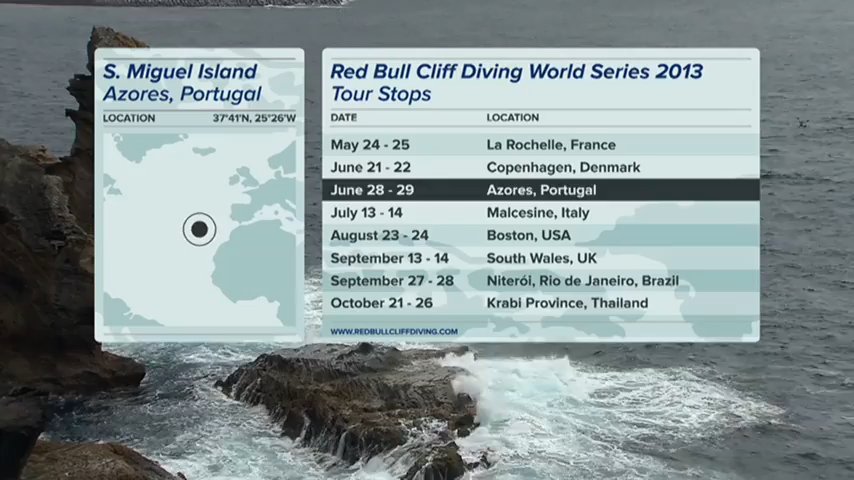 S. Miguel Island
Azores, Portugal
LOCATION 37°41'N, 25°26'W
Red Bull Cliff Diving World Series 2013
Tour Stops
DATE LOCATION
May 24 - 25 La Rochelle, France
June 21 - 22 Copenhagen, Denmark
June 28 - 29 Azores, Portugal
July 13 - 14 Malcesine, Italy
August 23 - 24 Boston, USA
September 13 - 14 South Wales, UK
September 27 - 28 Niterói, Rio de Janeiro, Brazil
October 21 - 26 Krabi Province, Thailand
WWW.REDBULLCLIFFDIVING.COM